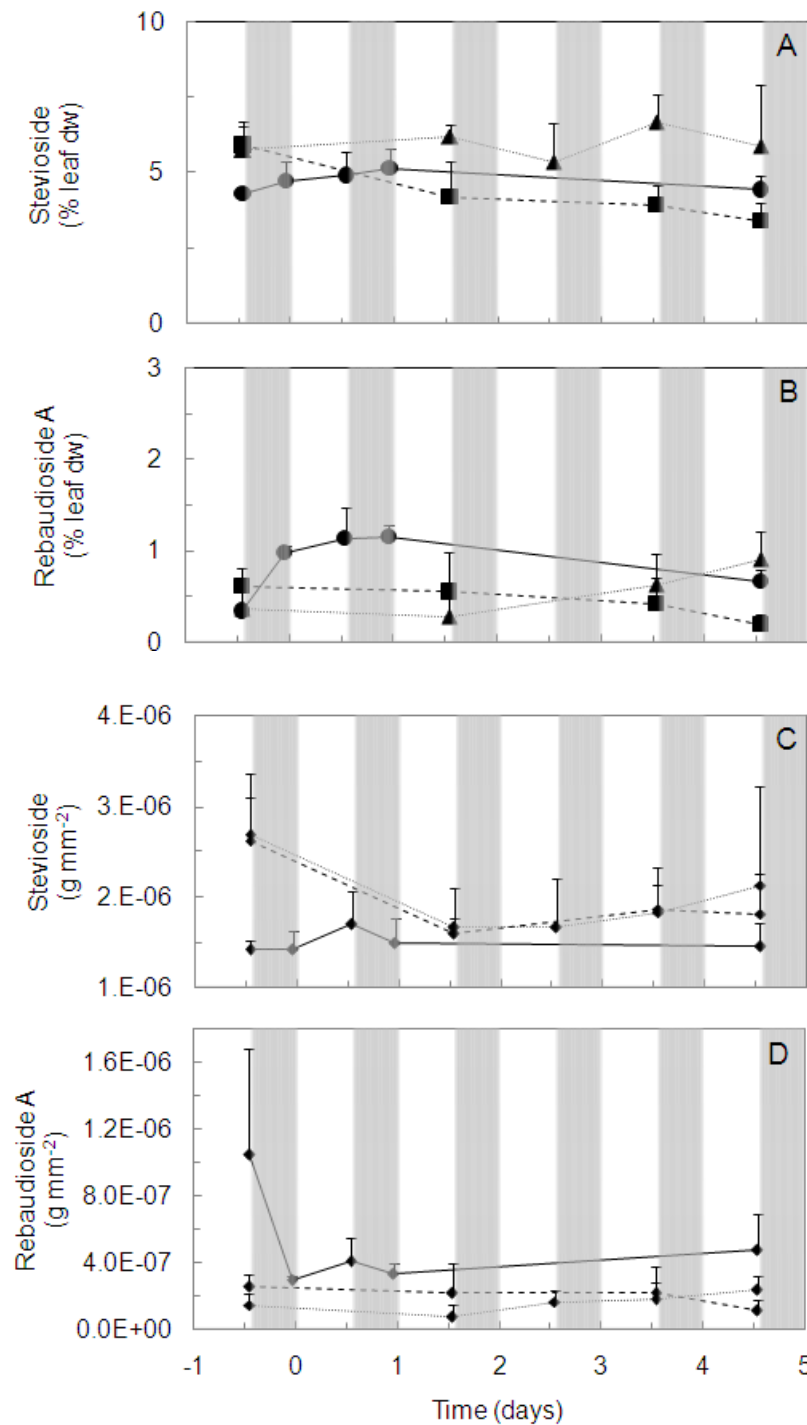 A
Stevioside
(% leaf dw)
10
5
0
B
Rebaudioside A
(% leaf dw)
3
2
1
0
C
Stevioside
(g mm-2)
4.E-06
3.E-06
2.E-06
1.E-06
D
Rebaudioside A
(g mm-2)
1.6E-06
1.2E-06
8.0E-07
4.0E-07
0.0E+00
-1 0 1 2 3 4 5
Time (days)